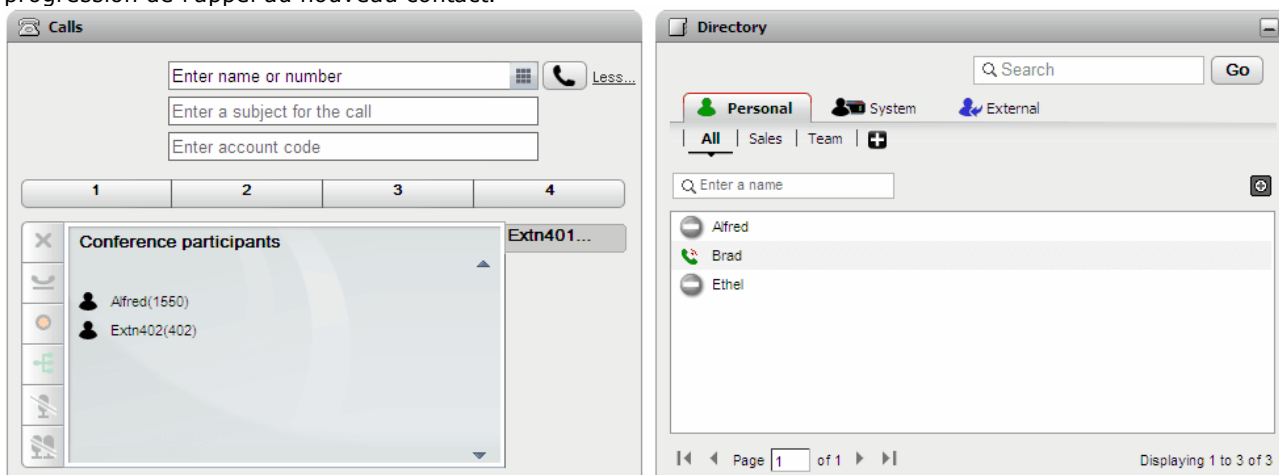 progression de l'appel au nouveau contact.
Calls
Enter name or number
Less...
Enter a subject for the call
Enter account code
1 2 3 4
Conference participants
Extn401...
Alfred(1550)
Extn402(402)
Directory
Search
Go
Personal System External
All | Sales | Team |
Enter a name
Alfred
Brad
Ethel
Page 1 of 1
Displaying 1 to 3 of 3